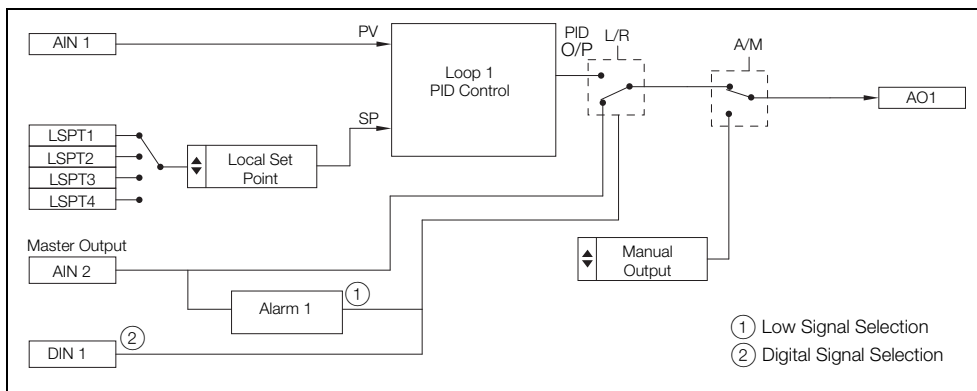 AIN 1
PV
Loop 1
PID Control
PID
O/P
L/R
A/M
AO1
SP
LSPT1
LSPT2
LSPT3
LSPT4
Local Set
Point
Master Output
AIN 2
Alarm 1
1
Manual
Output
DIN 1
2
1 Low Signal Selection
2 Digital Signal Selection